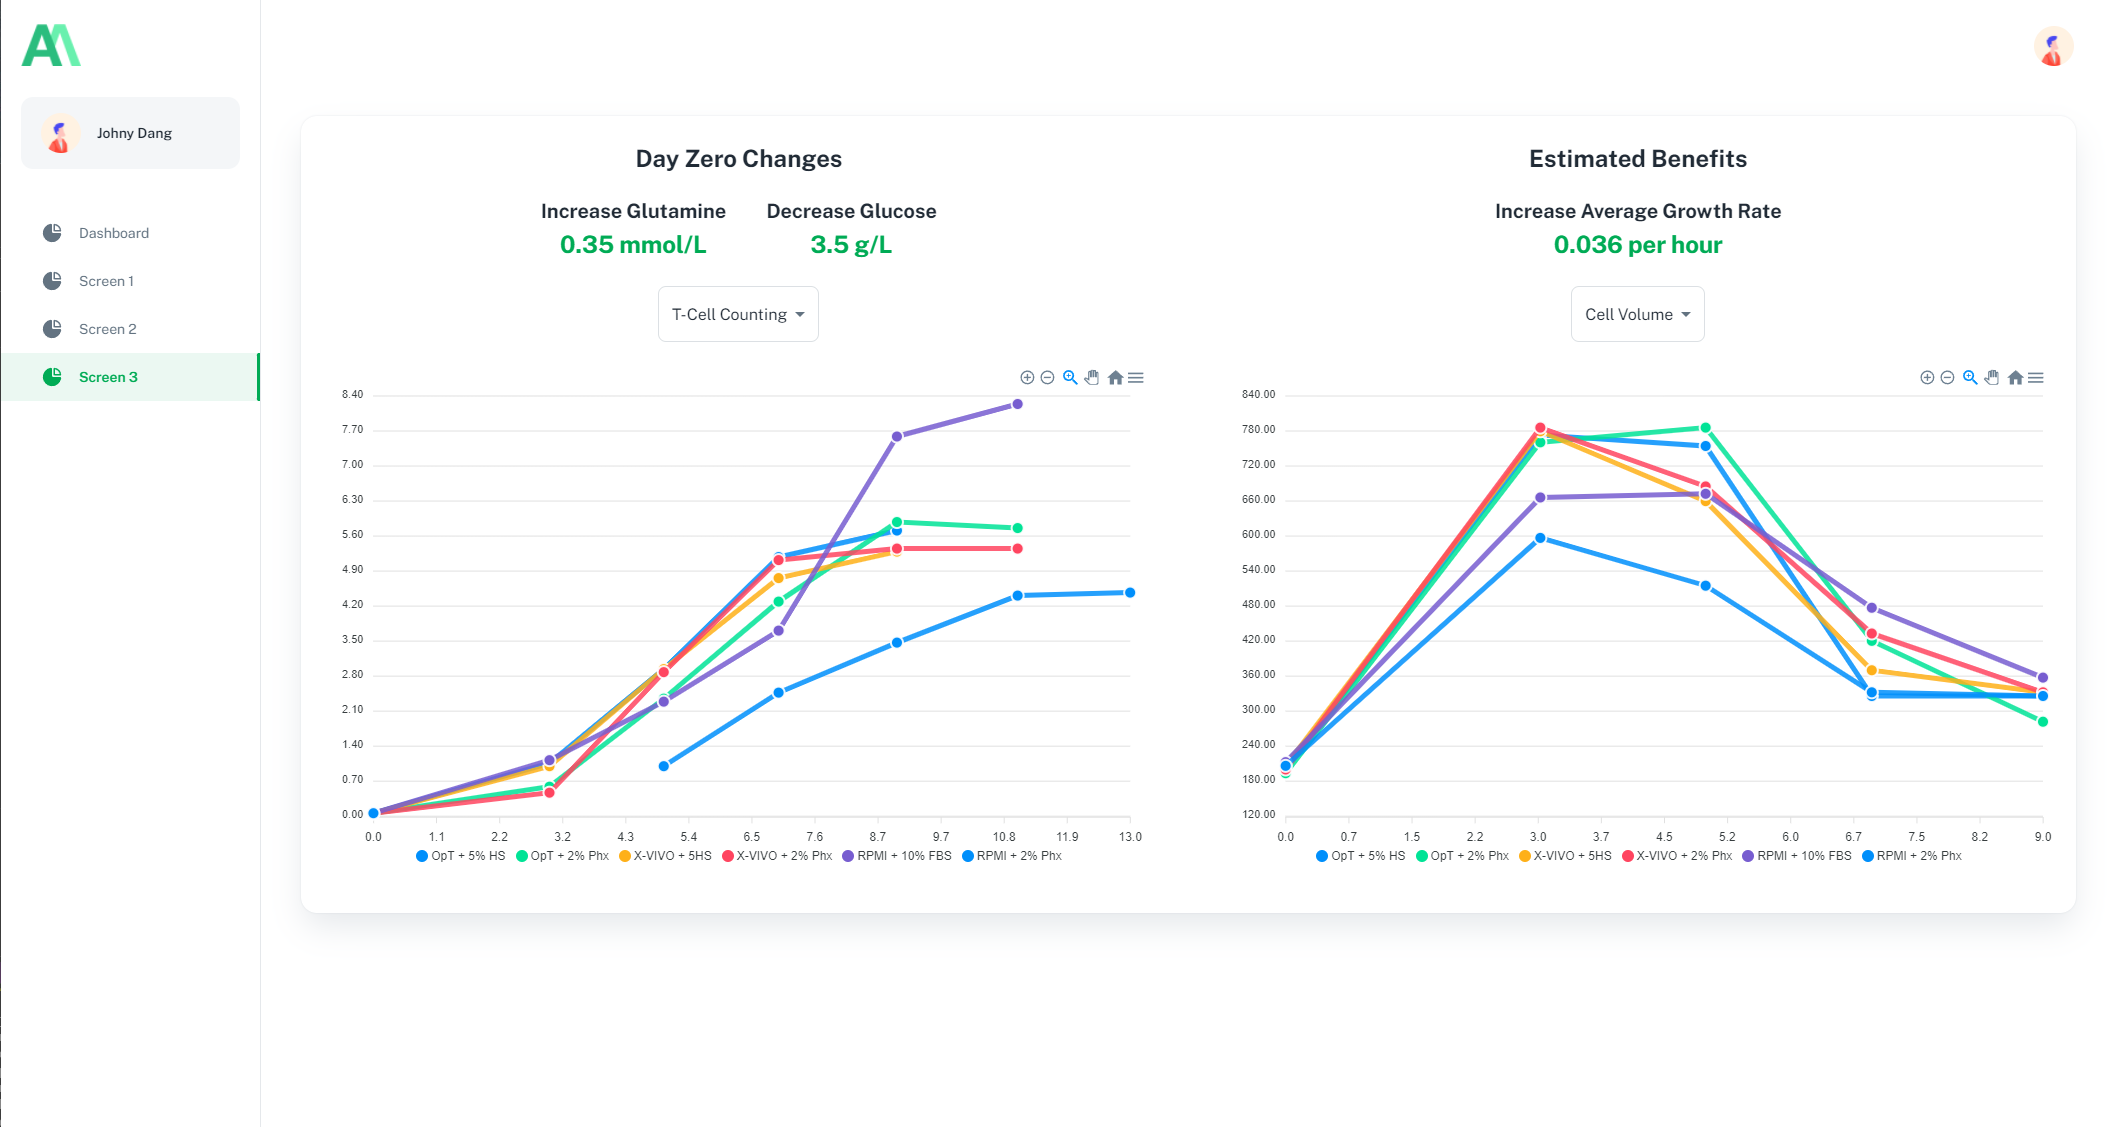 AA
Johny Dang
Dashboard
Screen 1
Screen 2
Screen 3
Day Zero Changes
Increase Glutamine
0.35 mmol/L
Decrease Glucose
3.5 g/L
T-Cell Counting
8.40
7.70
7.00
6.30
5.60
4.90
4.20
3.50
2.80
2.10
1.40
0.70
0.00
0.0 1.1 2.2 3.2 4.3 5.4 6.5 7.6 8.7 9.7 10.8 11.9 13.0
OpT + 5% HS OpT + 2% Phx X-VIVO + 5HS X-VIVO + 2% Phx RPMI + 10% FBS RPMI + 2% Phx
Estimated Benefits
Increase Average Growth Rate
0.036 per hour
Cell Volume
840.00
780.00
720.00
660.00
600.00
540.00
480.00
420.00
360.00
300.00
240.00
180.00
120.00
0.0 0.7 1.5 2.2 3.0 3.7 4.5 5.2 6.0 6.7 7.5 8.2 9.0
OpT + 5% HS OpT + 2% Phx X-VIVO + 5HS X-VIVO + 2% Phx RPMI + 10% FBS RPMI + 2% Phx